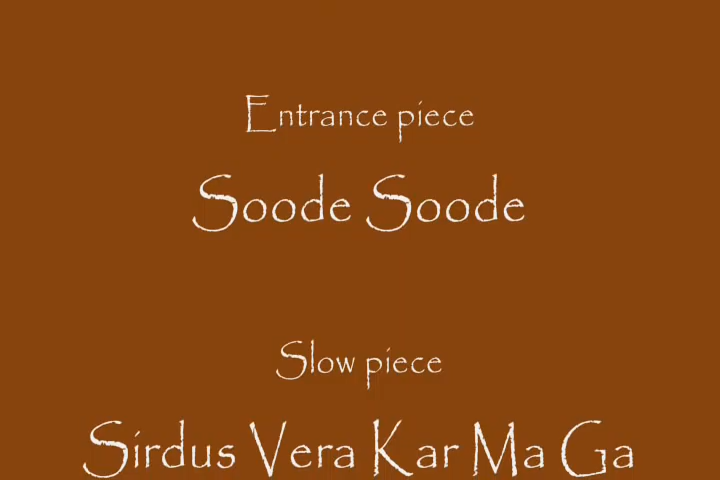 Entrance piece
Soode Soode
Slow piece
Sirdus Vera Kar Ma Ga